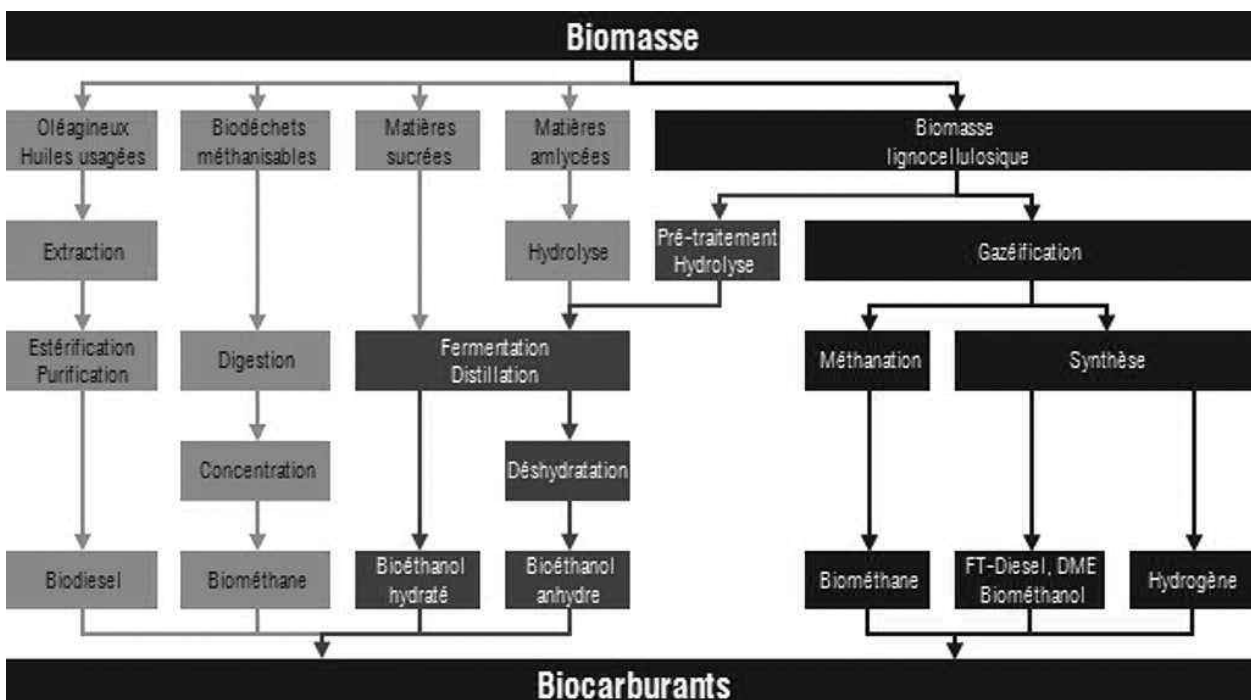 Biomasse
Oléagineux
Huiles usagées
Biodéchets
méthanisables
Matières
sucrées
Matières
amlycées
Biomasse
lignocellulosique
Extraction
Hydrolyse
Pré-traitement
Hydrolyse
Gazéification
Estérification
Purification
Digestion
Fermentation
Distillation
Méthanation
Synthèse
Concentration
Déshydratation
Biodiesel
Biométhane
Bioéthanol
hydraté
Bioéthanol
anhydre
Biométhane
FT-Diesel, DME
Biométhanol
Hydrogène
Biocarburants